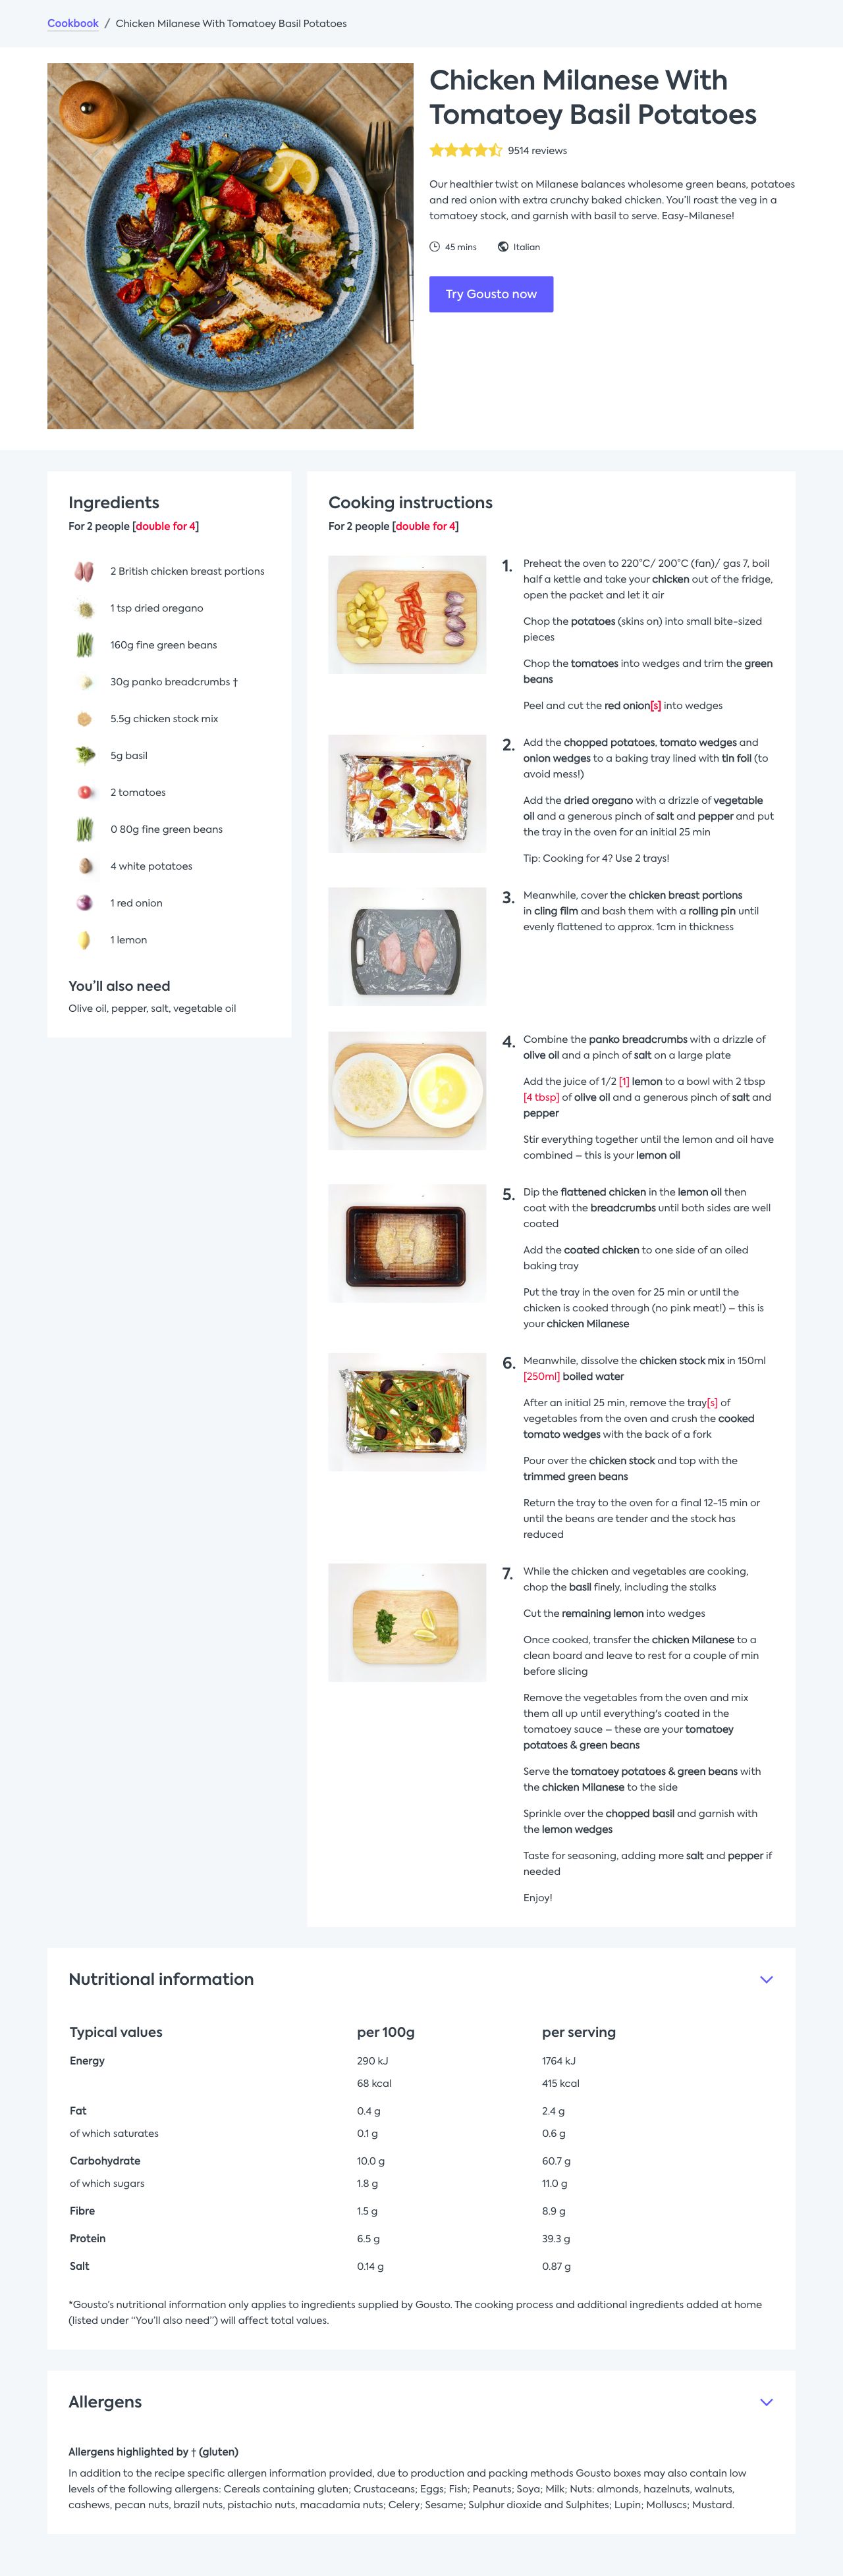 Cookbook / Chicken Milanese With Tomatoey Basil Potatoes
Chicken Milanese With
Tomatoey Basil Potatoes
9514 reviews
Our healthier twist on Milanese balances wholesome green beans, potatoes
and red onion with extra crunchy baked chicken. You'll roast the veg in a
tomatoey stock, and garnish with basil to serve. Easy-Milanese!
45 mins Italian
Try Gousto now
Ingredients
For 2 people [double for 4]
2 British chicken breast portions
1 tsp dried oregano
160g fine green beans
30g panko breadcrumbs †
5.5g chicken stock mix
5g basil
2 tomatoes
0 80g fine green beans
4 white potatoes
1 red onion
1 lemon
You'll also need
Olive oil, pepper, salt, vegetable oil
Cooking instructions
For 2 people [double for 4]
1. Preheat the oven to 220°C/ 200°C (fan)/ gas 7, boil
half a kettle and take your chicken out of the fridge,
open the packet and let it air
Chop the potatoes (skins on) into small bite-sized
pieces
Chop the tomatoes into wedges and trim the green
beans
Peel and cut the red onion[s] into wedges
2. Add the chopped potatoes, tomato wedges and
onion wedges to a baking tray lined with tin foil (to
avoid mess!)
Add the dried oregano with a drizzle of vegetable
oil and a generous pinch of salt and pepper and put
the tray in the oven for an initial 25 min
Tip: Cooking for 4? Use 2 trays!
3. Meanwhile, cover the chicken breast portions
in cling film and bash them with a rolling pin until
evenly flattened to approx. 1cm in thickness
4. Combine the panko breadcrumbs with a drizzle of
olive oil and a pinch of salt on a large plate
Add the juice of 1/2 [1] lemon to a bowl with 2 tbsp
[4 tbsp] of olive oil and a generous pinch of salt and
pepper
Stir everything together until the lemon and oil have
combined – this is your lemon oil
5. Dip the flattened chicken in the lemon oil then
coat with the breadcrumbs until both sides are well
coated
Add the coated chicken to one side of an oiled
baking tray
Put the tray in the oven for 25 min or until the
chicken is cooked through (no pink meat!) – this is
your chicken Milanese
6. Meanwhile, dissolve the chicken stock mix in 150ml
[250ml] boiled water
After an initial 25 min, remove the tray[s] of
vegetables from the oven and crush the cooked
tomato wedges with the back of a fork
Pour over the chicken stock and top with the
trimmed green beans
Return the tray to the oven for a final 12-15 min or
until the beans are tender and the stock has
reduced
7. While the chicken and vegetables are cooking,
chop the basil finely, including the stalks
Cut the remaining lemon into wedges
Once cooked, transfer the chicken Milanese to a
clean board and leave to rest for a couple of min
before slicing
Remove the vegetables from the oven and mix
them all up until everything's coated in the
tomatoey sauce – these are your tomatoey
potatoes & green beans
Serve the tomatoey potatoes & green beans with
the chicken Milanese to the side
Sprinkle over the chopped basil and garnish with
the lemon wedges
Taste for seasoning, adding more salt and pepper if
needed
Enjoy!
Nutritional information
Typical values per 100g per serving
Energy 290 kJ 1764 kJ
68 kcal 415 kcal
Fat 0.4 g 2.4 g
of which saturates 0.1 g 0.6 g
Carbohydrate 10.0 g 60.7 g
of which sugars 1.8 g 11.0 g
Fibre 1.5 g 8.9 g
Protein 6.5 g 39.3 g
Salt 0.14 g 0.87 g
*Gousto's nutritional information only applies to ingredients supplied by Gousto. The cooking process and additional ingredients added at home
(listed under "You'll also need") will affect total values.
Allergens
Allergens highlighted by † (gluten)
In addition to the recipe specific allergen information provided, due to production and packing methods Gousto boxes may also contain low
levels of the following allergens: Cereals containing gluten; Crustaceans; Eggs; Fish; Peanuts; Soya; Milk; Nuts: almonds, hazelnuts, walnuts,
cashews, pecan nuts, brazil nuts, pistachio nuts, macadamia nuts; Celery; Sesame; Sulphur dioxide and Sulphites; Lupin; Molluscs; Mustard.